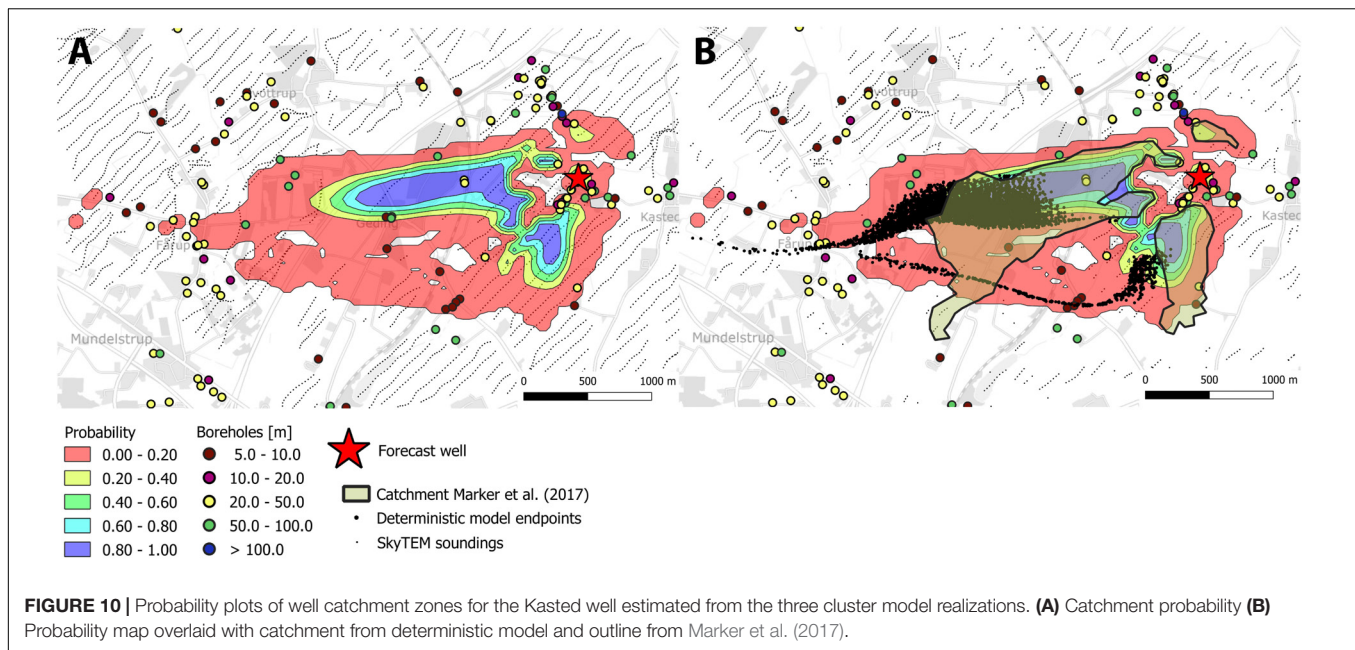 A
B
Kasted
Fårup
Geding
Mundelstrup
Mundelstrup
0 500 1000 m
0 500 1000 m
Probability
0.00 - 0.20
0.20 - 0.40
0.40 - 0.60
0.60 - 0.80
0.80 - 1.00
Boreholes [m]
5.0 - 10.0
10.0 - 20.0
20.0 - 50.0
50.0 - 100.0
> 100.0
Forecast well
Catchment Marker et al. (2017)
Deterministic model endpoints
SkyTEM soundings
FIGURE 10 | Probability plots of well catchment zones for the Kasted well estimated from the three cluster model realizations. (A) Catchment probability (B)
Probability map overlaid with catchment from deterministic model and outline from Marker et al. (2017).